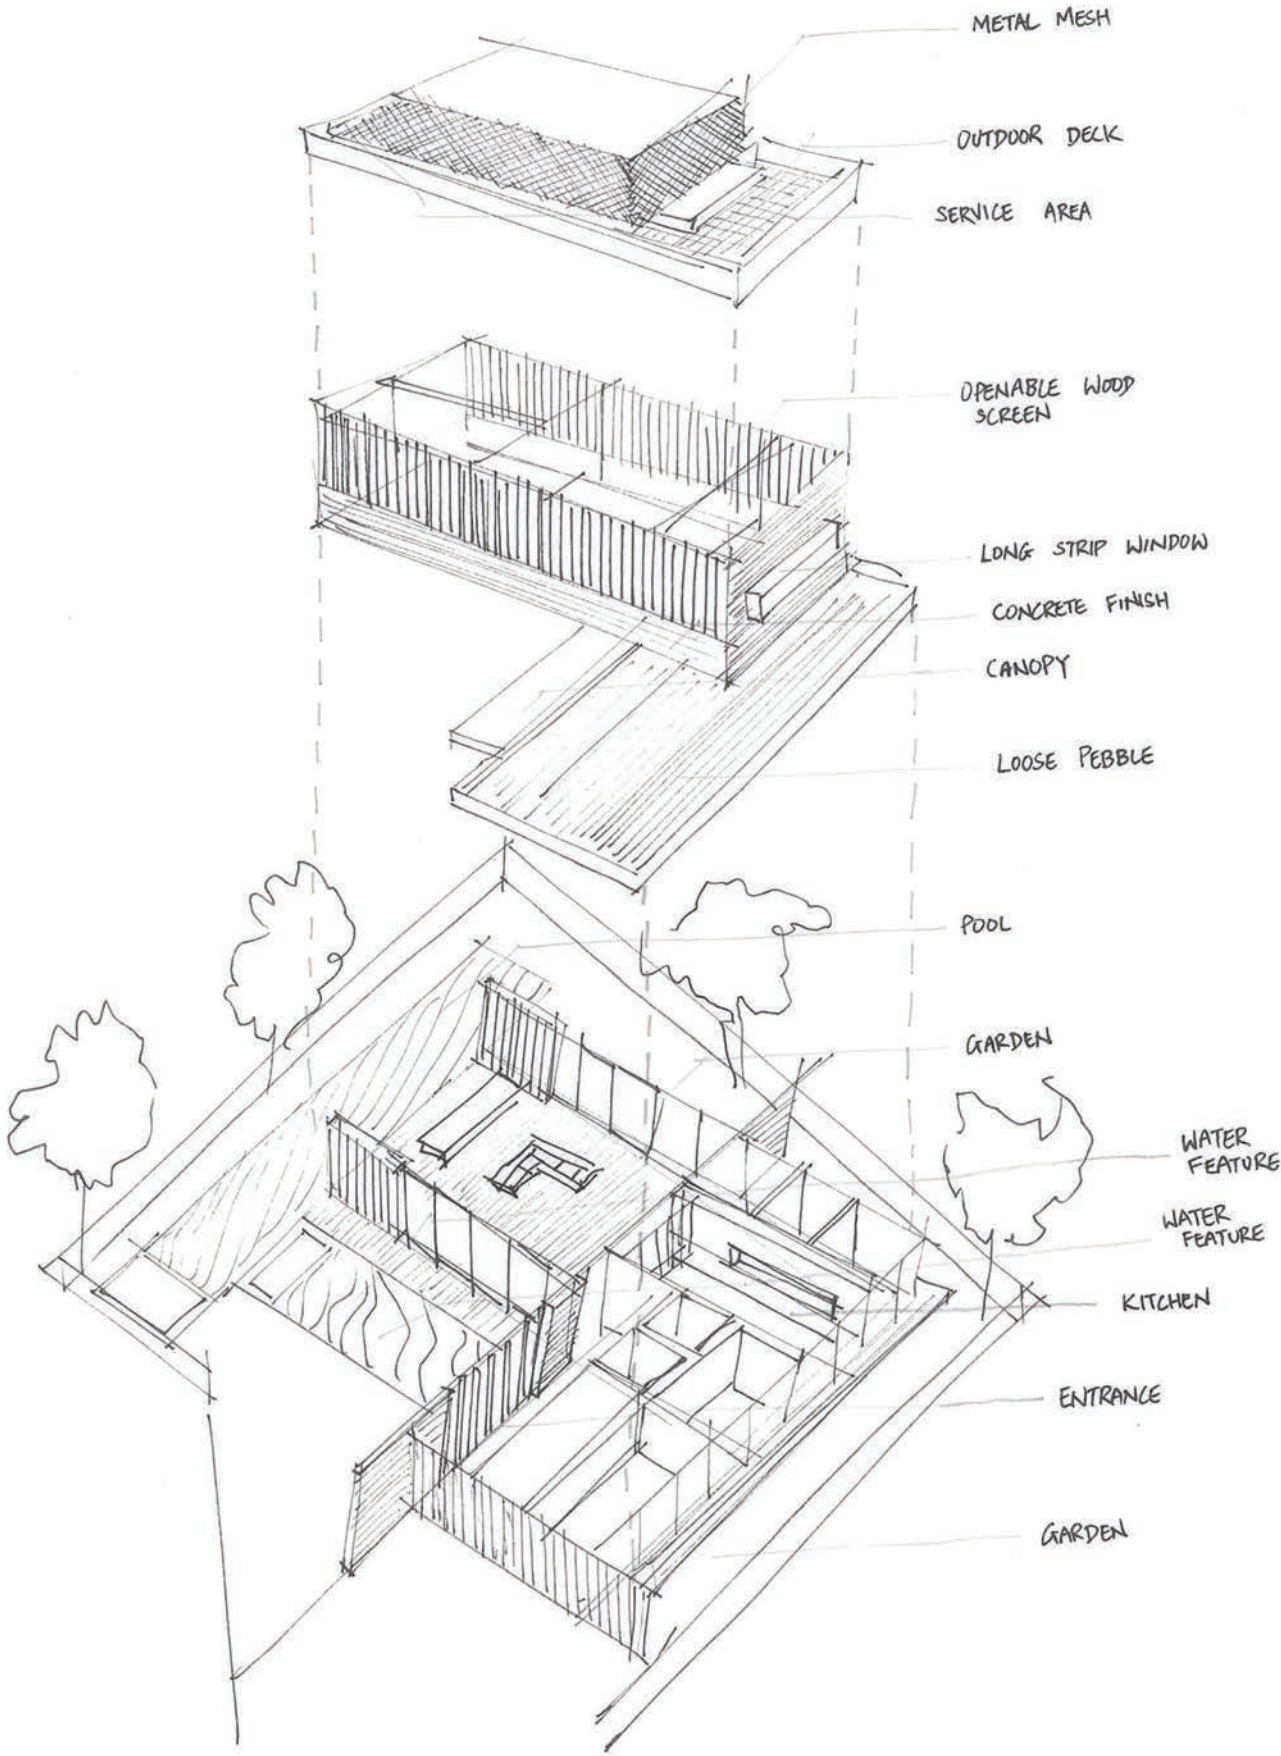 METAL MESH
OUTDOOR DECK
SERVICE AREA
OPENABLE WOOD
SCREEN
LONG STRIP WINDOW
CONCRETE FINISH
CANOPY
LOOSE PEBBLE
POOL
GARDEN
WATER
FEATURE
WATER
FEATURE
KITCHEN
ENTRANCE
GARDEN